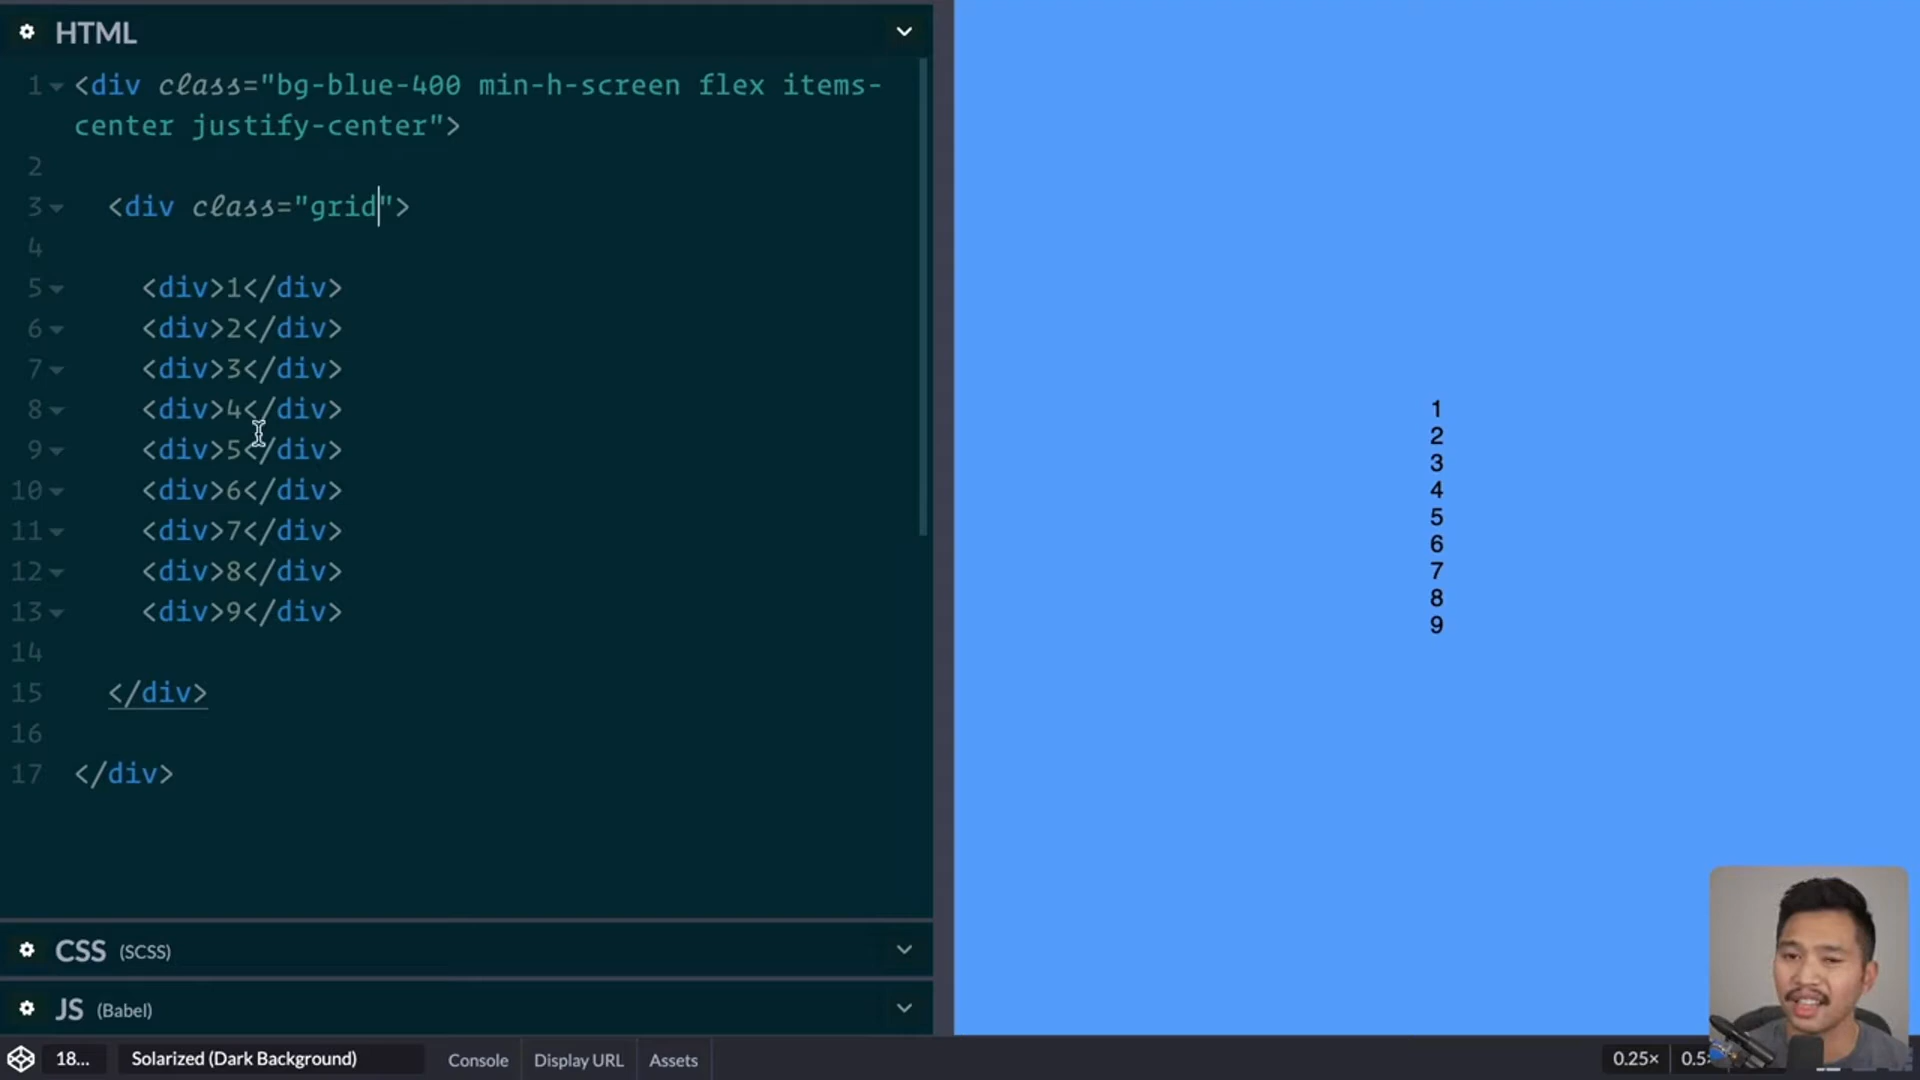 HTML
1 <div class="bg-blue-400 min-h-screen flex items-
center justify-center">
2
3 <div class="grid">
4
5 <div>1</div>
6 <div>2</div>
7 <div>3</div>
8 <div>4</div>
9 <div>5</div>
10 <div>6</div>
11 <div>7</div>
12 <div>8</div>
13 <div>9</div>
14
15 </div>
16
17 </div>
CSS (SCSS)
JS (Babel)
18... Solarized (Dark Background) Console Display URL Assets
1
2
3
4
5
6
7
8
9
0.25×